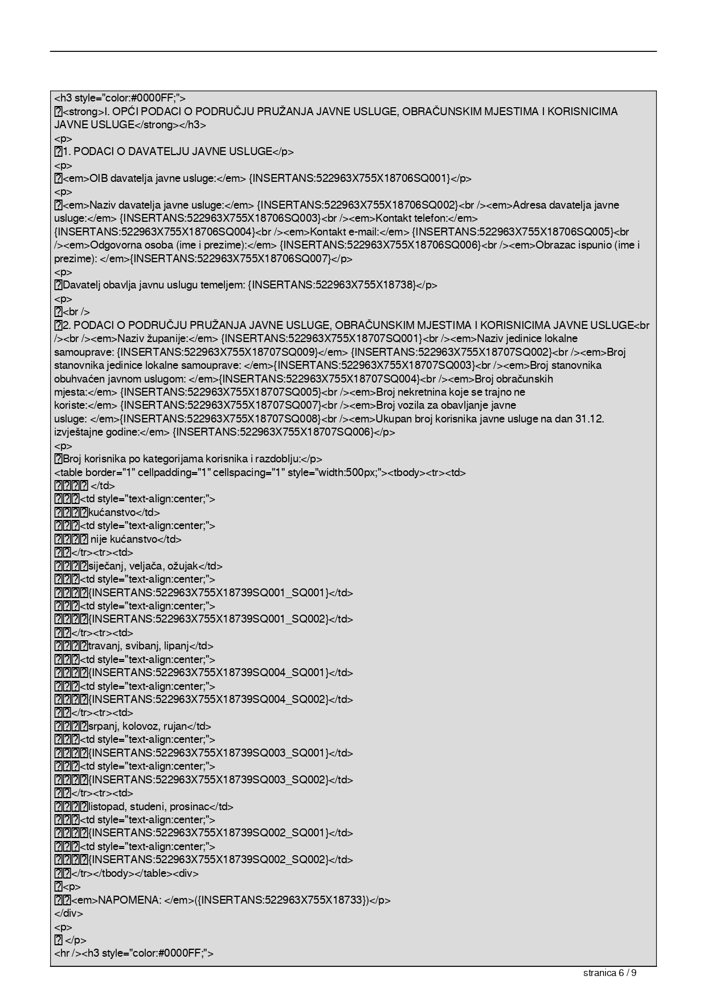 <h3 style="color:#0000FF;">
�<strong>I. OPĆI PODACI O PODRUČJU PRUŽANJA JAVNE USLUGE, OBRAČUNSKIM MJESTIMA I KORISNICIMA
JAVNE USLUGE</strong></h3>
<p>
�1. PODACI O DAVATELJU JAVNE USLUGE</p>
<p>
�<em>OIB davatelja javne usluge:</em> {INSERTANS:522963X755X18706SQ001}</p>
<p>
�<em>Naziv davatelja javne usluge:</em> {INSERTANS:522963X755X18706SQ002}<br /><em>Adresa davatelja javne
usluge:</em> {INSERTANS:522963X755X18706SQ003}<br /><em>Kontakt telefon:</em>
{INSERTANS:522963X755X18706SQ004}<br /><em>Kontakt e-mail:</em> {INSERTANS:522963X755X18706SQ005}<br
/><em>Odgovorna osoba (ime i prezime):</em> {INSERTANS:522963X755X18706SQ006}<br /><em>Obrazac ispunio (ime i
prezime): </em>{INSERTANS:522963X755X18706SQ007}</p>
<p>
�Davatelj obavlja javnu uslugu temeljem: {INSERTANS:522963X755X18738}</p>
<p>
�<br />
�2. PODACI O PODRUČJU PRUŽANJA JAVNE USLUGE, OBRAČUNSKIM MJESTIMA I KORISNICIMA JAVNE USLUGE<br
/><br /><em>Naziv županije:</em> {INSERTANS:522963X755X18707SQ001}<br /><em>Naziv jedinice lokalne
samouprave: {INSERTANS:522963X755X18707SQ009}</em> {INSERTANS:522963X755X18707SQ002}<br /><em>Broj
stanovnika jedinice lokalne samouprave: </em>{INSERTANS:522963X755X18707SQ003}<br /><em>Broj stanovnika
obuhvaćen javnom uslugom: </em>{INSERTANS:522963X755X18707SQ004}<br /><em>Broj obračunskih
mjesta:</em> {INSERTANS:522963X755X18707SQ005}<br /><em>Broj nekretnina koje se trajno ne
koriste:</em> {INSERTANS:522963X755X18707SQ007}<br /><em>Broj vozila za obavljanje javne
usluge: </em>{INSERTANS:522963X755X18707SQ008}<br /><em>Ukupan broj korisnika javne usluge na dan 31.12.
izvještajne godine:</em> {INSERTANS:522963X755X18707SQ006}</p>
<p>
�Broj korisnika po kategorijama korisnika i razdoblju:</p>
<table border="1" cellpadding="1" cellspacing="1" style="width:500px;"><tbody><tr><td>
���� </td>
���<td style="text-align:center;">
����kućanstvo</td>
���<td style="text-align:center;">
���� nije kućanstvo</td>
��</tr><tr><td>
����siječanj, veljača, ožujak</td>
���<td style="text-align:center;">
����{INSERTANS:522963X755X18739SQ001_SQ001}</td>
���<td style="text-align:center;">
����{INSERTANS:522963X755X18739SQ001_SQ002}</td>
��</tr><tr><td>
����travanj, svibanj, lipanj</td>
���<td style="text-align:center;">
����{INSERTANS:522963X755X18739SQ004_SQ001}</td>
���<td style="text-align:center;">
����{INSERTANS:522963X755X18739SQ004_SQ002}</td>
��</tr><tr><td>
����srpanj, kolovoz, rujan</td>
���<td style="text-align:center;">
����{INSERTANS:522963X755X18739SQ003_SQ001}</td>
���<td style="text-align:center;">
����{INSERTANS:522963X755X18739SQ003_SQ002}</td>
��</tr><tr><td>
����listopad, studeni, prosinac</td>
���<td style="text-align:center;">
����{INSERTANS:522963X755X18739SQ002_SQ001}</td>
���<td style="text-align:center;">
����{INSERTANS:522963X755X18739SQ002_SQ002}</td>
��</tr></tbody></table><div>
�<p>
��<em>NAPOMENA: </em>({INSERTANS:522963X755X18733})</p>
</div>
<p>
� </p>
<hr /><h3 style="color:#0000FF;">
stranica 6 / 9